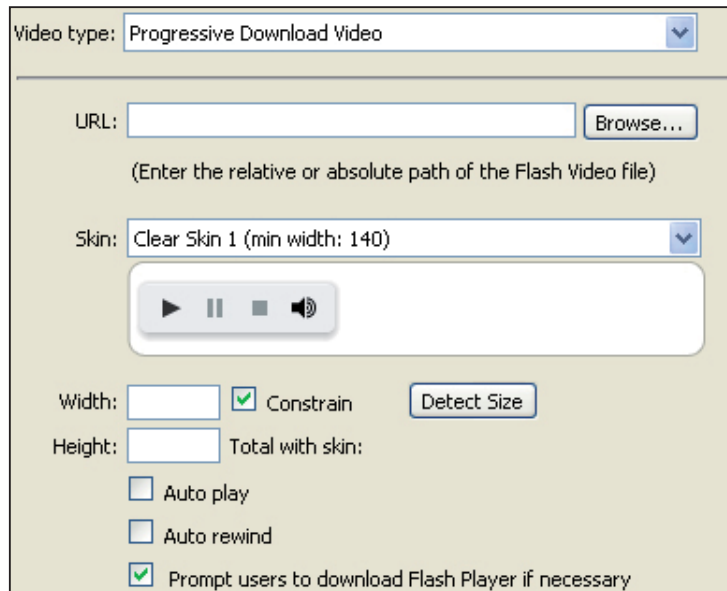 Video type: Progressive Download Video
URL: Browse...
(Enter the relative or absolute path of the Flash Video file)
Skin: Clear Skin 1 (min width: 140)
Width: Constrain Detect Size
Height: Total with skin:
Auto play
Auto rewind
Prompt users to download Flash Player if necessary